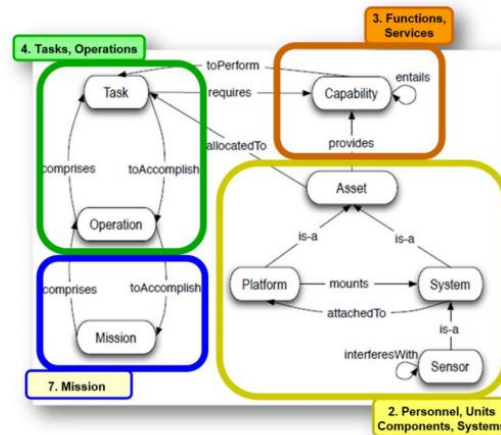 4. Tasks, Operations
3. Functions,
Services
toPerform
entails
Task
requires
Capability
allocatedTo
provides
comprises
toAccomplish
Asset
Operation
is-a
is-a
comprises
toAccomplish
Platform
mounts
System
attachedTo
Mission
is-a
interferesWith
Sensor
7. Mission
2. Personnel, Units
Components, Systems